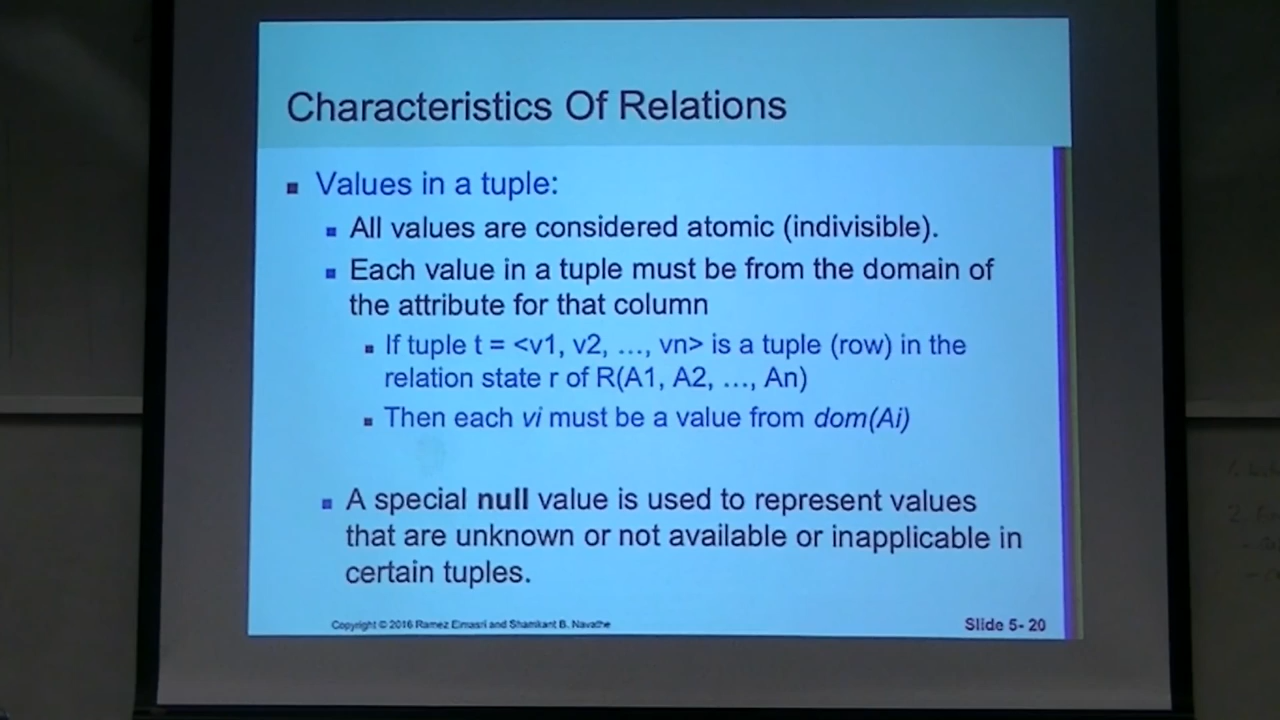 Characteristics Of Relations
Values in a tuple:
All values are considered atomic (indivisible).
Each value in a tuple must be from the domain of
the attribute for that column
If tuple t = <v1, v2, …, vn> is a tuple (row) in the
relation state r of R(A1, A2, …, An)
Then each vi must be a value from dom(Ai)
A special null value is used to represent values
that are unknown or not available or inapplicable in
certain tuples.
Copyright © 2016 Ramez Elmasri and Shamkant B. Navathe
Slide 5- 20